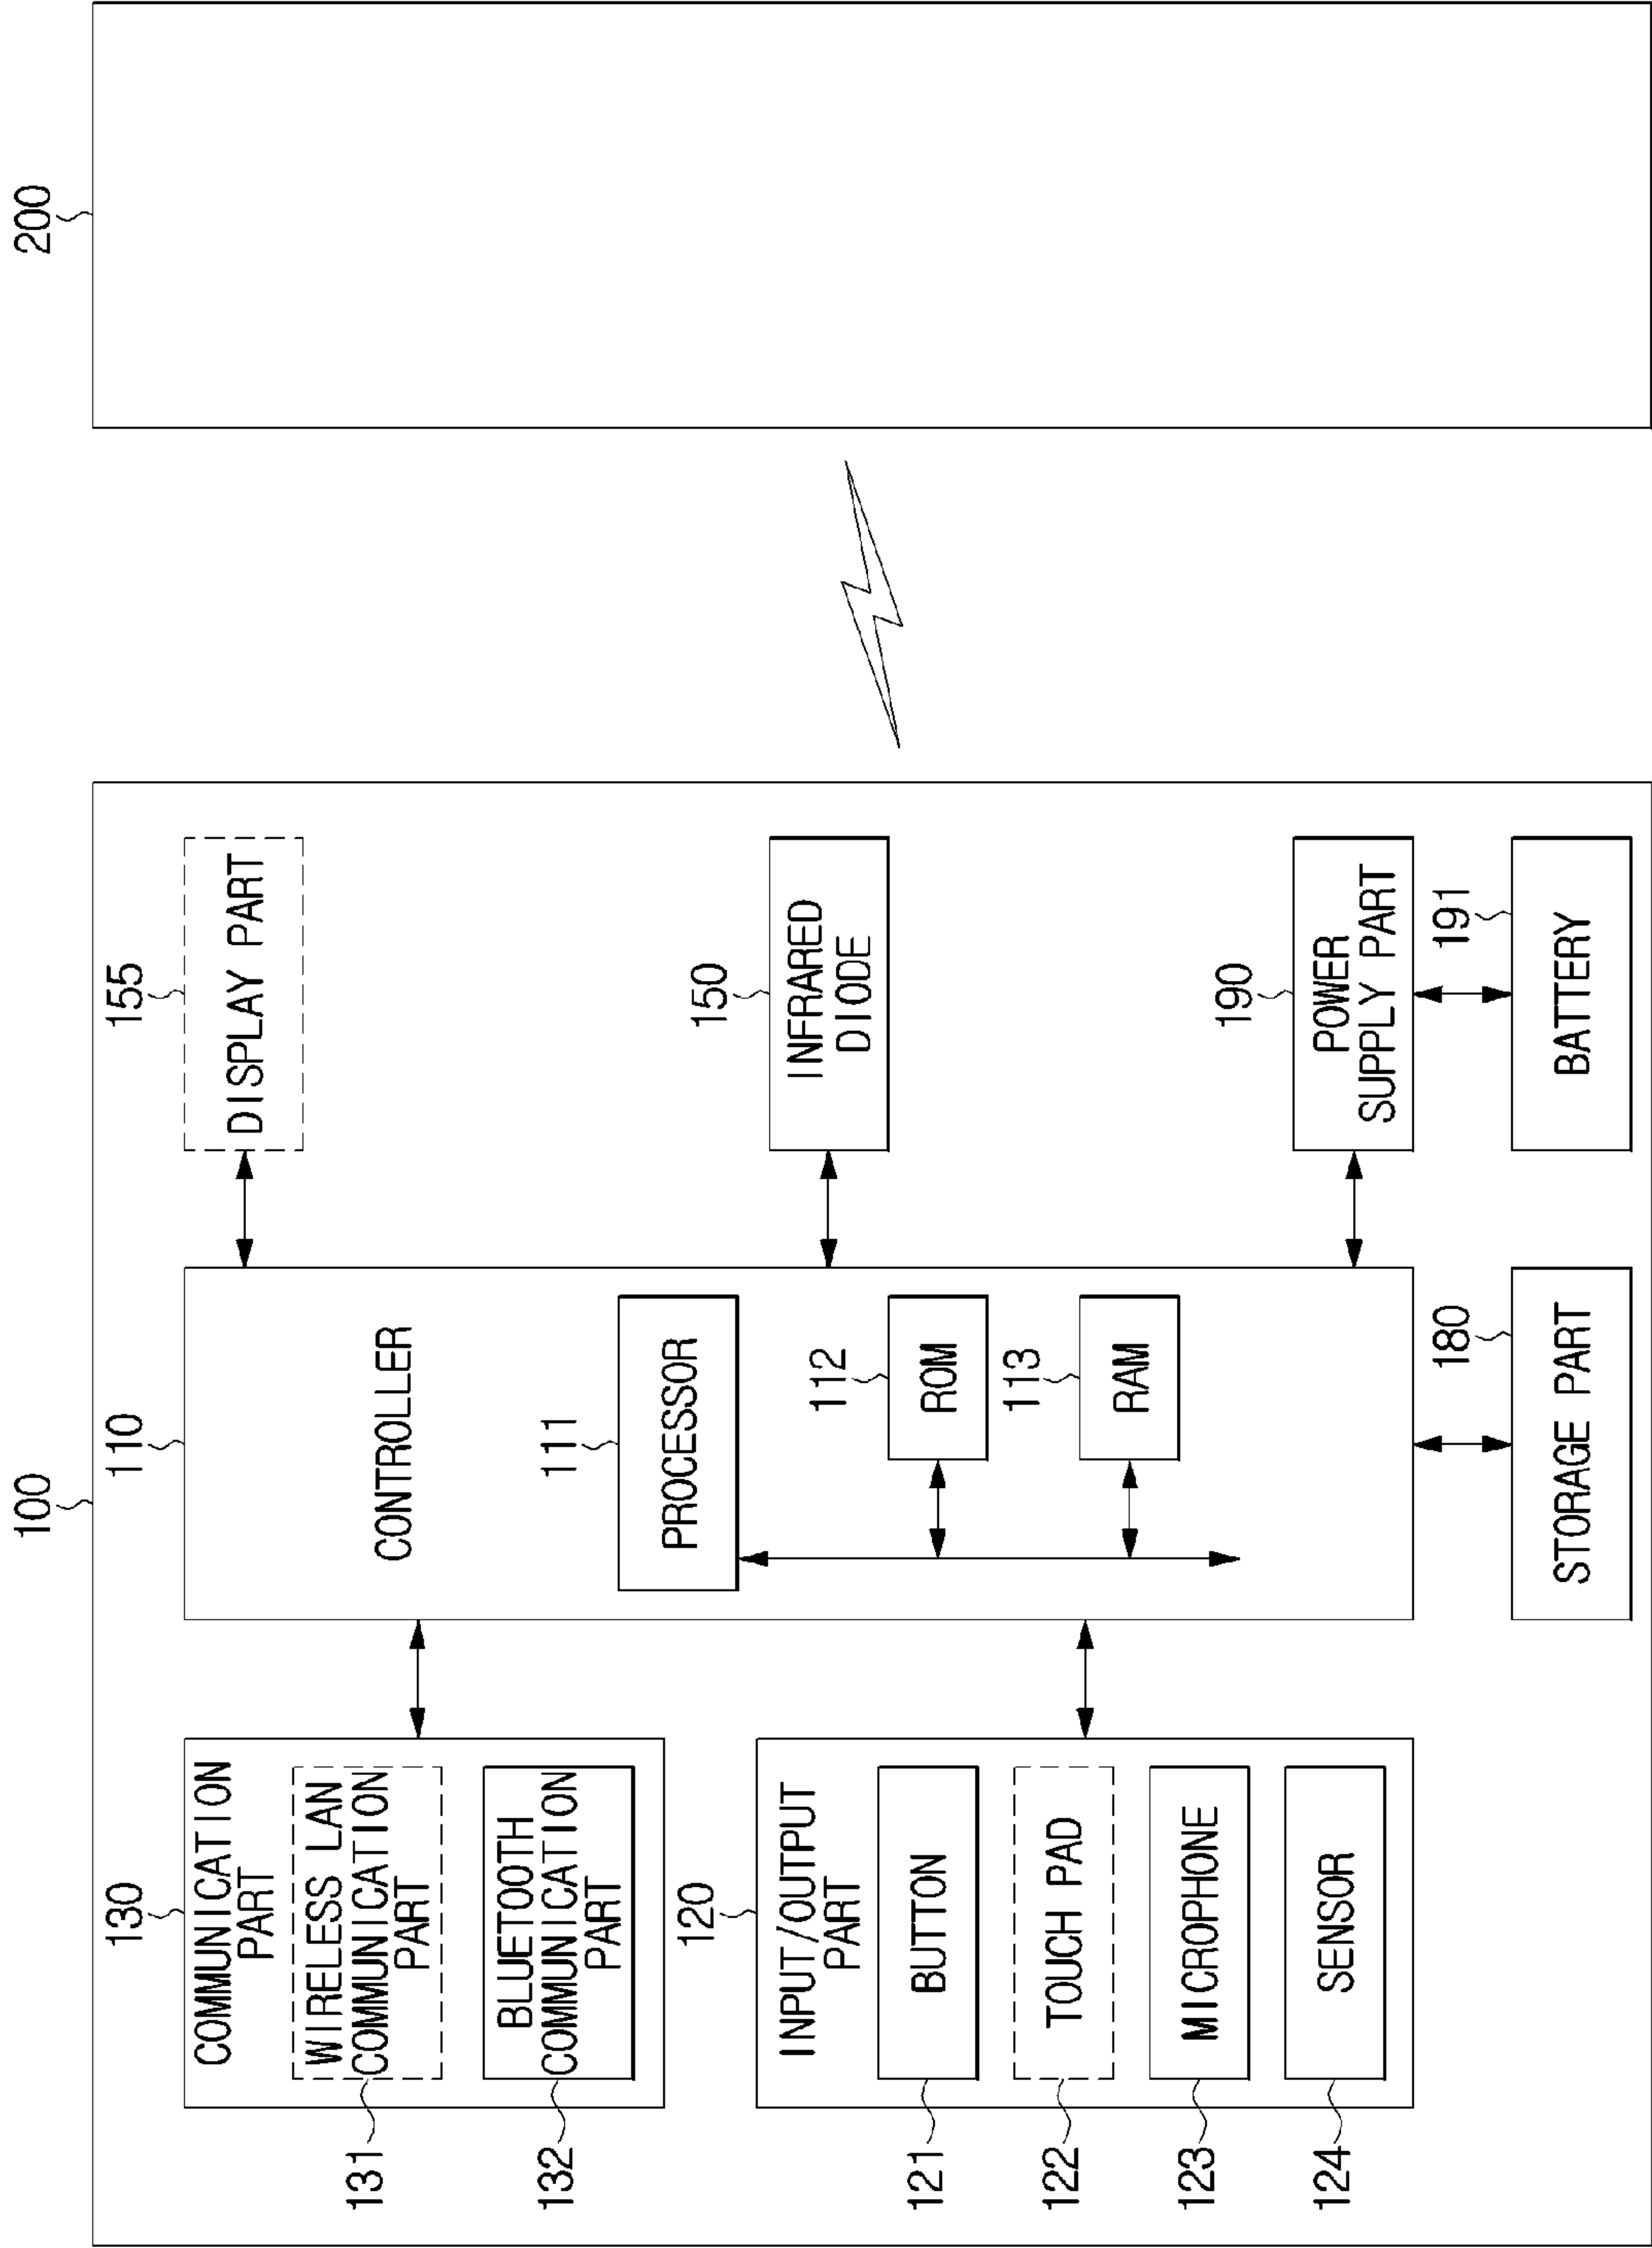 100
200
130
COMMUNICATION
PART
WIRELESS LAN
COMMUNICATION
PART
131
BLUETOOTH
COMMUNICATION
PART
132
120
INPUT/OUTPUT
PART
BUTTON
121
TOUCH PAD
122
MICROPHONE
123
SENSOR
124
110
CONTROLLER
111
PROCESSOR
112
ROM
113
RAM
180
STORAGE PART
155
DISPLAY PART
150
INFRARED
DIODE
190
POWER
SUPPLY PART
191
BATTERY